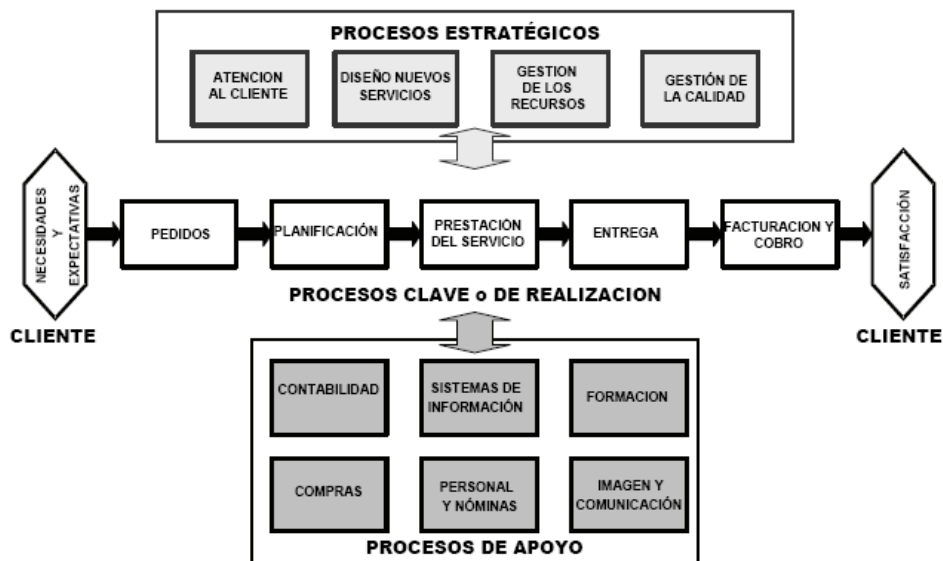 PROCESOS ESTRATÉGICOS
ATENCION
AL CLIENTE
DISEÑO NUEVOS
SERVICIOS
GESTION
DE LOS
RECURSOS
GESTIÓN DE
LA CALIDAD
NECESIDADES
Y
EXPECTATIVAS
CLIENTE
PEDIDOS
PLANIFICACIÓN
PRESTACIÓN
DEL SERVICIO
ENTREGA
FACTURACION Y
COBRO
SATISFACCIÓN
CLIENTE
PROCESOS CLAVE o DE REALIZACION
CONTABILIDAD
SISTEMAS DE
INFORMACIÓN
FORMACION
COMPRAS
PERSONAL
Y NÓMINAS
IMAGEN Y
COMUNICACIÓN
PROCESOS DE APOYO